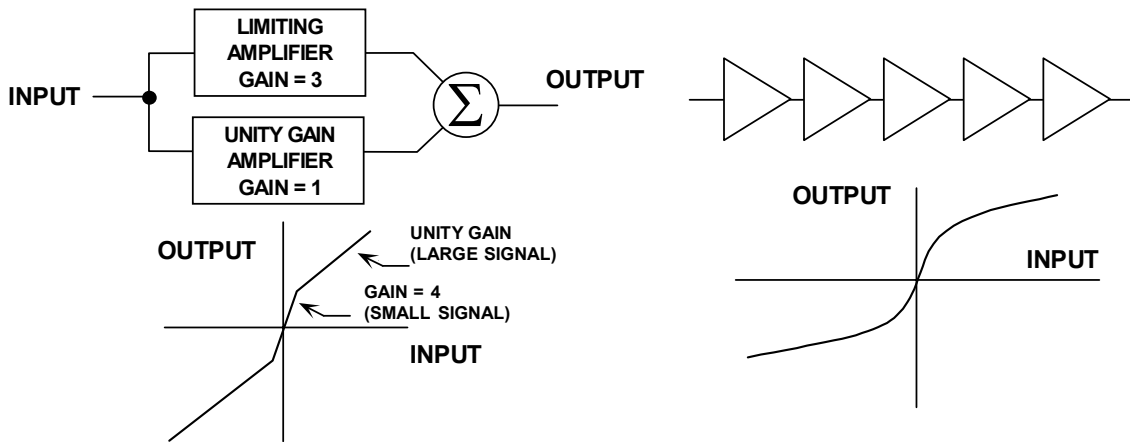 LIMITING
AMPLIFIER
GAIN = 3
INPUT
OUTPUT
Σ
UNITY GAIN
AMPLIFIER
GAIN = 1
OUTPUT
UNITY GAIN
(LARGE SIGNAL)
GAIN = 4
(SMALL SIGNAL)
INPUT
OUTPUT
INPUT